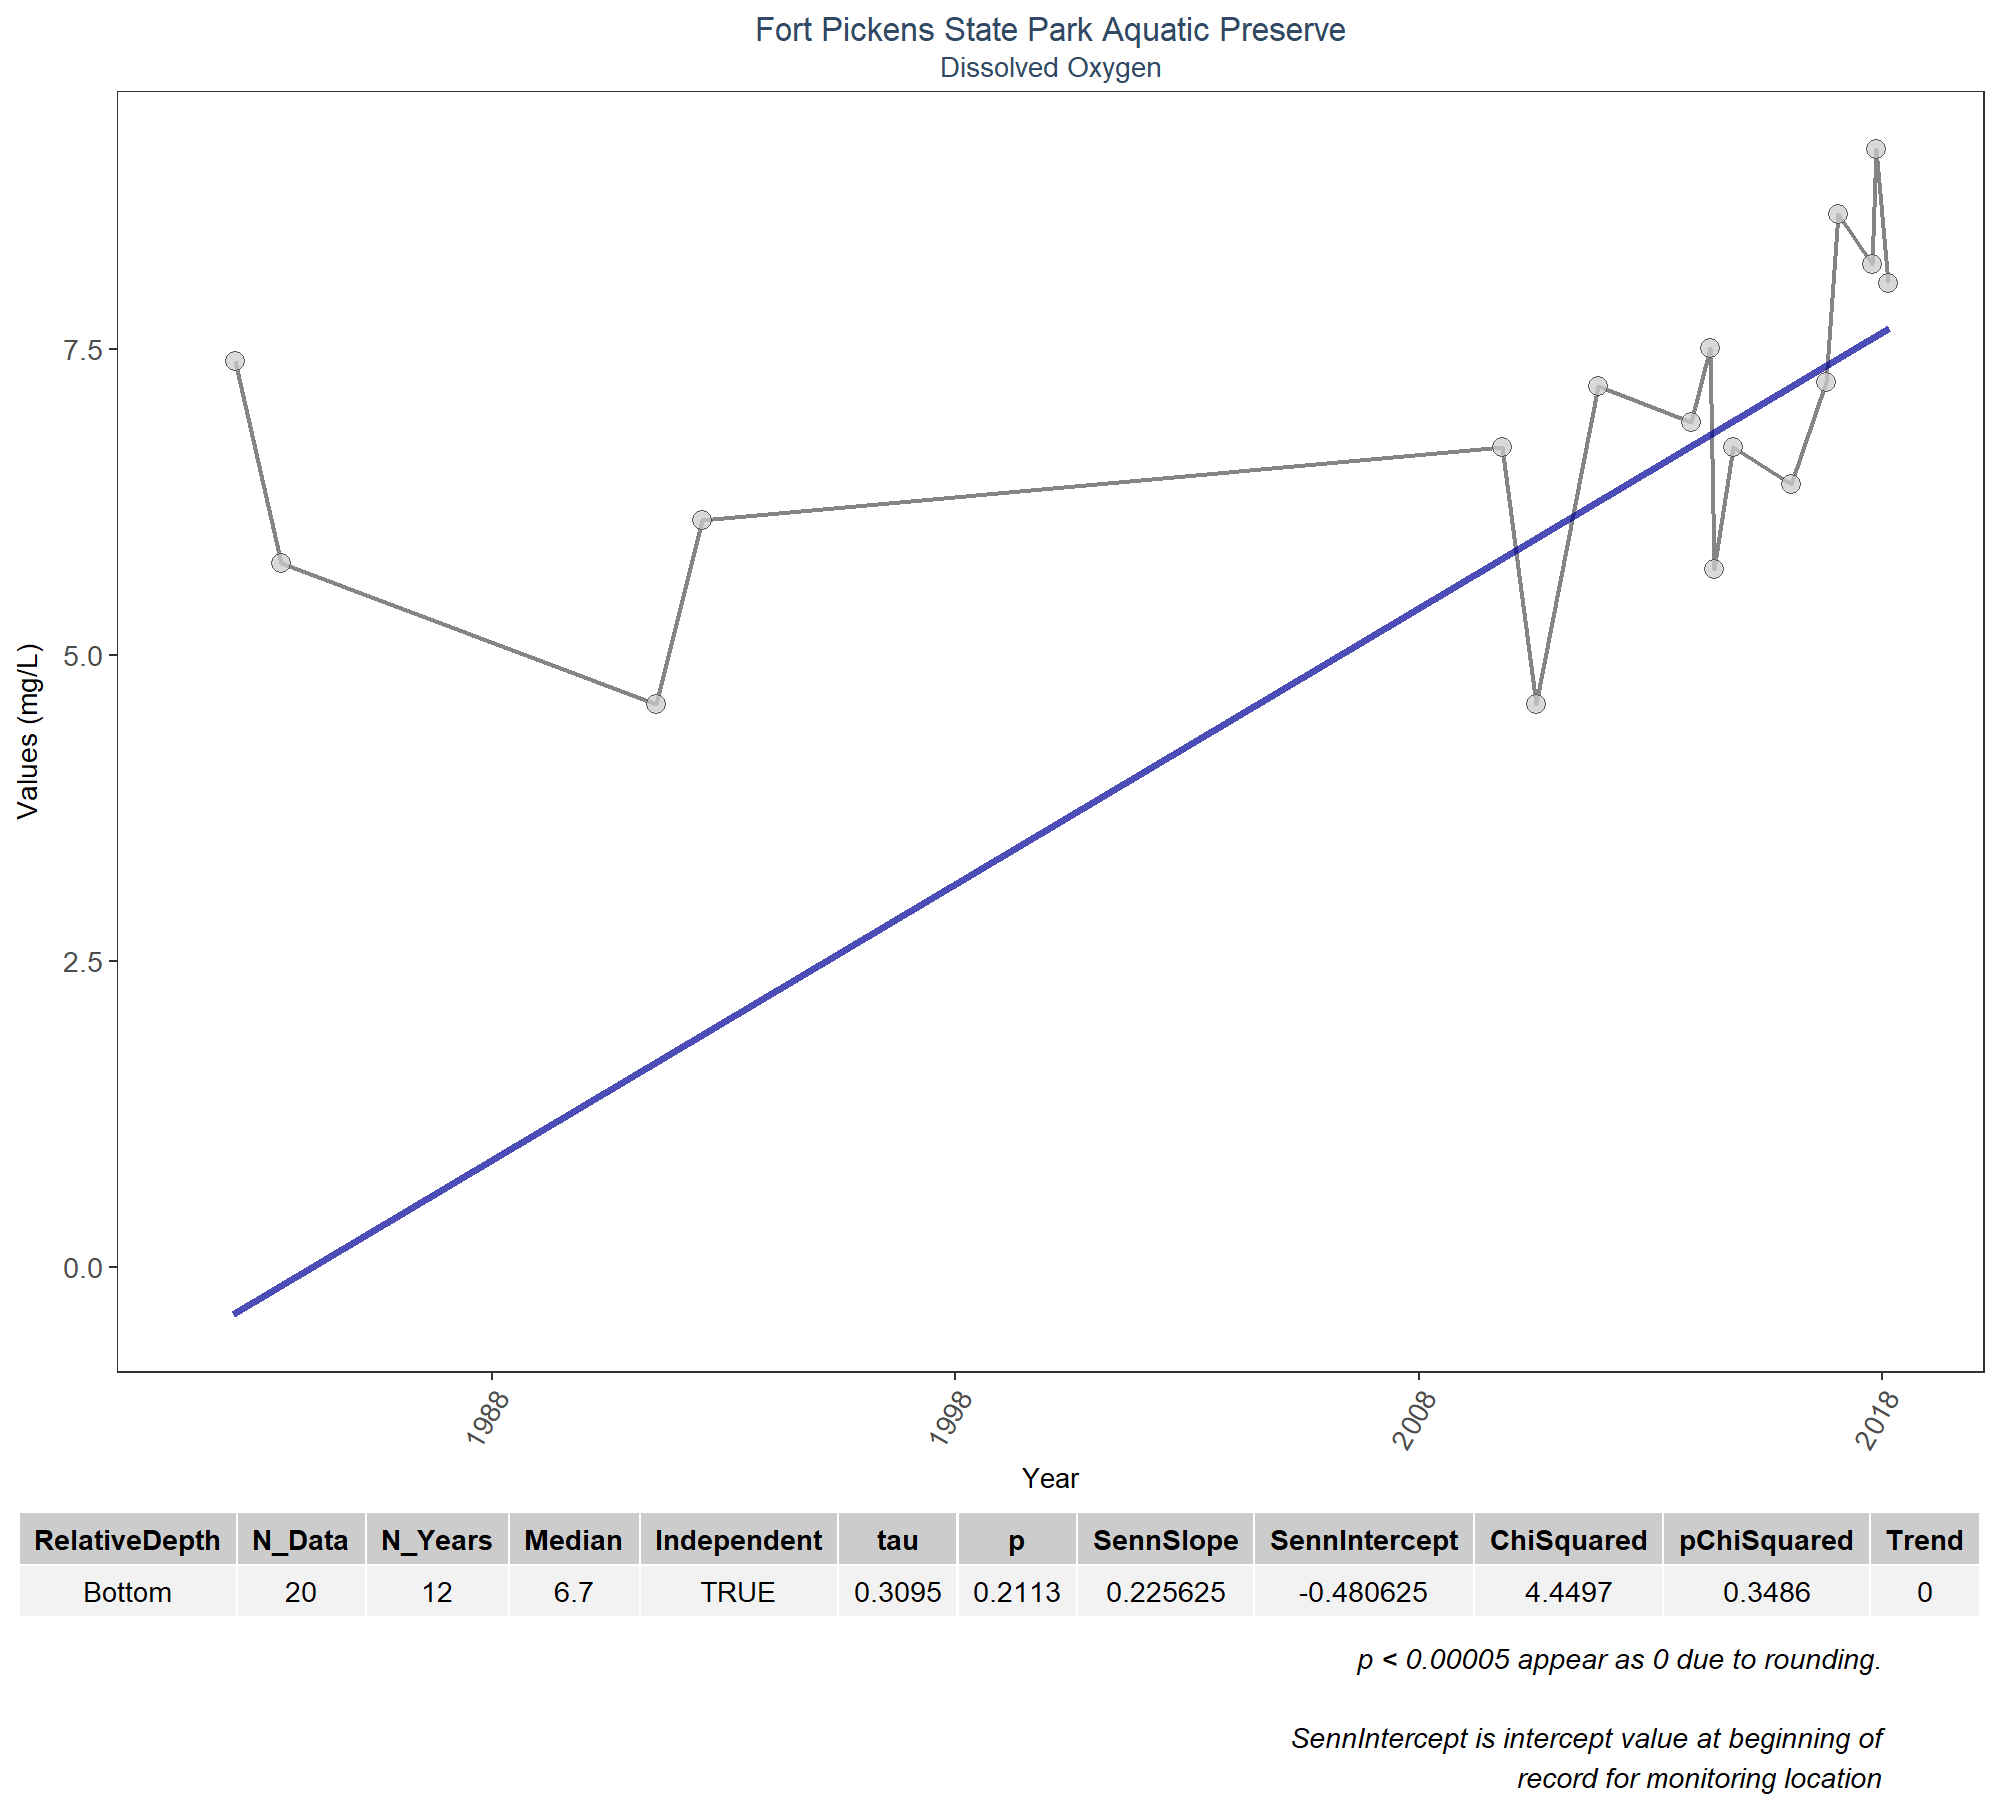 Fort Pickens State Park Aquatic Preserve
Dissolved Oxygen
Values (mg/L)
7.5
5.0
2.5
0.0
1988
1998
2008
2018
Year
RelativeDepth N_Data N_Years Median Independent tau p SennSlope SennIntercept ChiSquared pChiSquared Trend
Bottom 20 12 6.7 TRUE 0.3095 0.2113 0.225625 -0.480625 4.4497 0.3486 0
p < 0.00005 appear as 0 due to rounding.
SennIntercept is intercept value at beginning of
record for monitoring location